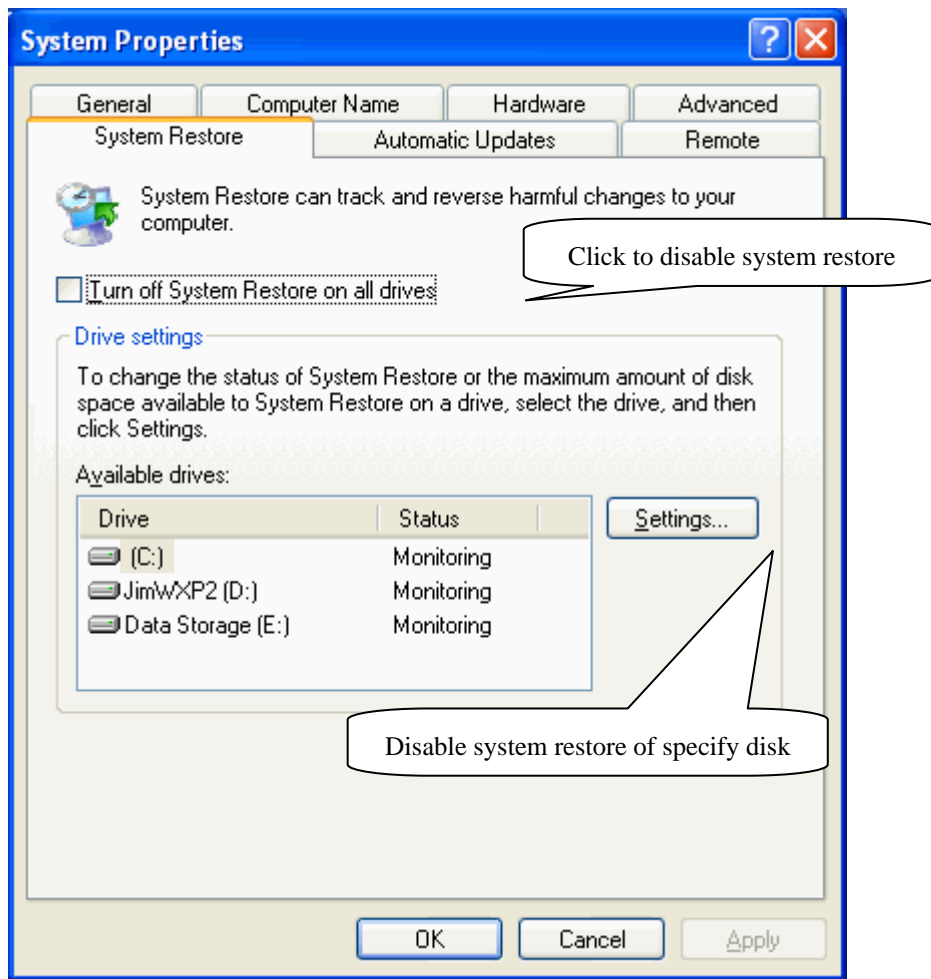 System Properties
General Computer Name Hardware Advanced
System Restore Automatic Updates Remote
System Restore can track and reverse harmful changes to your
computer.
Click to disable system restore
Turn off System Restore on all drives
Drive settings
To change the status of System Restore or the maximum amount of disk
space available to System Restore on a drive, select the drive, and then
click Settings.
Available drives:
Drive Status
Settings...
(C:) Monitoring
JimWXP2 (D:) Monitoring
Data Storage (E:) Monitoring
Disable system restore of specify disk
OK Cancel Apply